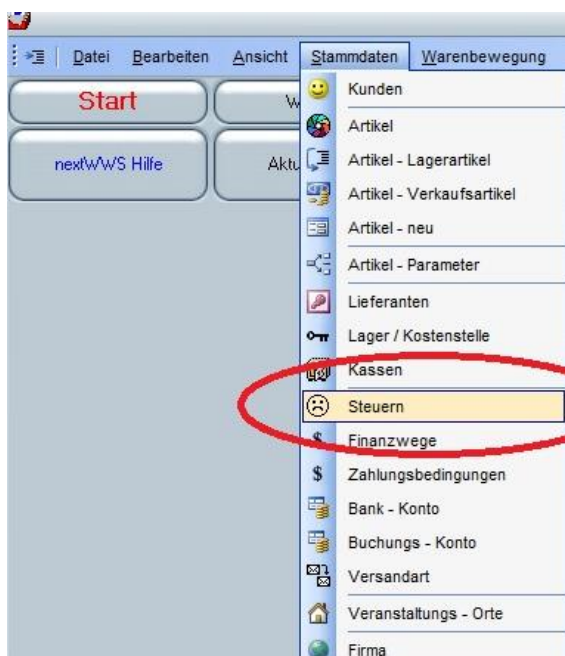 Datei Bearbeiten Ansicht Stammdaten Warenbewegung
Start
nextWWS Hilfe
Kunden
Artikel
Artikel - Lagerartikel
Artikel - Verkaufsartikel
Artikel - neu
Artikel - Parameter
Lieferanten
Lager / Kostenstelle
Kassen
Steuern
Finanzwege
Zahlungsbedingungen
Bank - Konto
Buchungs - Konto
Versandart
Veranstaltungs - Orte
Firma